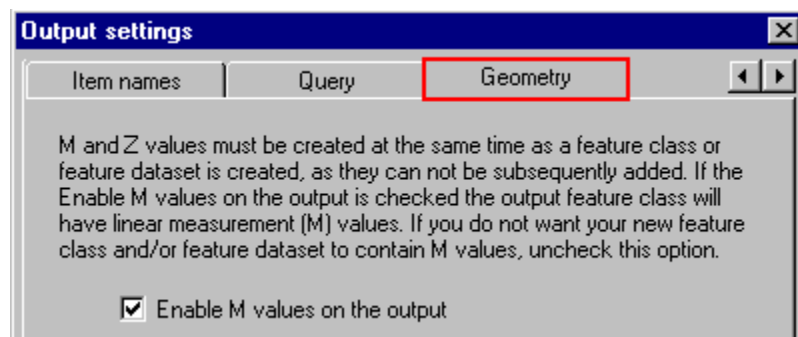 Output settings
Item names Query Geometry
M and Z values must be created at the same time as a feature class or
feature dataset is created, as they can not be subsequently added. If the
Enable M values on the output is checked the output feature class will
have linear measurement (M) values. If you do not want your new feature
class and/or feature dataset to contain M values, uncheck this option.
Enable M values on the output